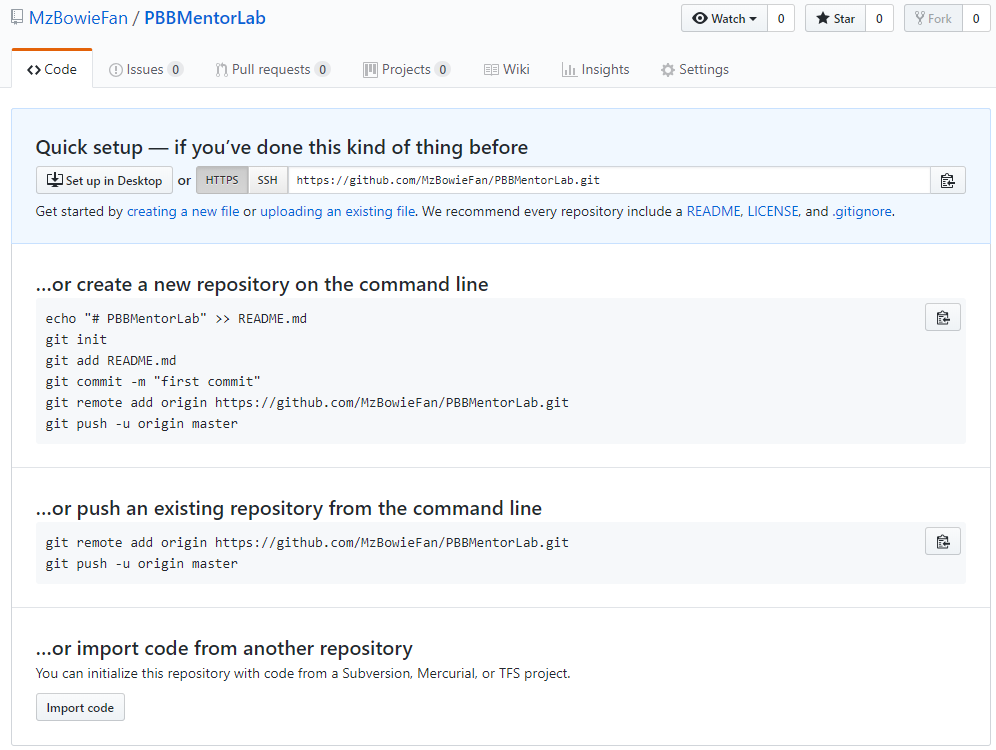 MzBowieFan / PBBMentorLab
Watch 0 Star 0 Fork 0
Code Issues 0 Pull requests 0 Projects 0 Wiki Insights Settings
Quick setup — if you’ve done this kind of thing before
Set up in Desktop or HTTPS SSH https://github.com/MzBowieFan/PBBMentorLab.git
Get started by creating a new file or uploading an existing file. We recommend every repository include a README, LICENSE, and .gitignore.
…or create a new repository on the command line
echo "# PBBMentorLab" >> README.md
git init
git add README.md
git commit -m "first commit"
git remote add origin https://github.com/MzBowieFan/PBBMentorLab.git
git push -u origin master
…or push an existing repository from the command line
git remote add origin https://github.com/MzBowieFan/PBBMentorLab.git
git push -u origin master
…or import code from another repository
You can initialize this repository with code from a Subversion, Mercurial, or TFS project.
Import code